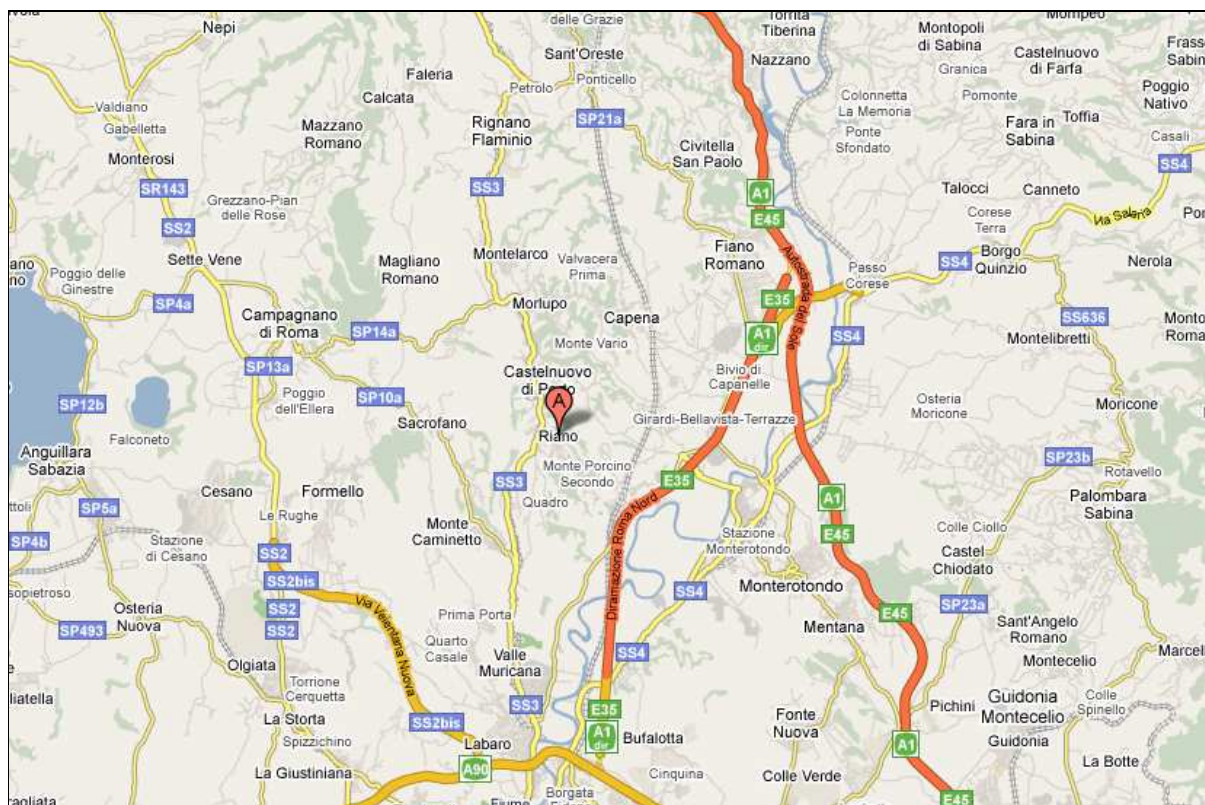 delle Grazie
Torrita
Tiberina
Mompeo
Nepi
Sant'Oreste
Montopoli
di Sabina
Castelnuovo
di Farfa
Nazzano
Granica
Faleria
Ponticello
Petrolo
Calcata
Colonnetta
La Memoria
Pomonte
Poggio
Nativo
Valdiano
Gabelletta
Mazzano
Romano
Rignano
Flaminio
SP21a
Toffia
Fara in
Sabina
Ponte
Sfondato
Casali
Civitella
San Paolo
Monterosi
SS4
SR143
SS3
A1
Talocci
Canneto
Grezzano-Pian
delle Rose
E45
Corese
Terra
Via Salaria
SS2
Sette Vene
Montelarco
Magliano
Romano
Valvacera
Prima
Fiano
Romano
Autostrada del Sole
Passo
Corese
SS4
Borgo
Quinzio
Nerola
Poggio delle
Ginestre
SP4a
Morlupo
E35
Campagnano
di Roma
SP14a
Capena
SS636
A1
dir
SS4
Montelibretti
Monte Vario
SP13a
Castelnuovo
di Porto
Bivio di
Capanelle
Poggio
dell'Ellera
SP10a
A
SP12b
Osteria
Moricone
Moricone
Sacrofano
Girardi-Bellavista-Terrazze
Falconeto
Riano
Anguillara
Sabazia
Monte Porcino
Secondo
SP23b
Rotavello
SS3
E35
Cesano
Formello
Quadro
A1
Palombara
Sabina
SP5a
Le Rughe
Diramazione Roma Nord
Monte
Caminetto
Stazione
Monterotondo
E45
Colle Ciollo
SP4b
Stazione
di Cesano
SS2
Castel
Chiodato
SS2bis
SS4
Monterotondo
Osteria
Nuova
SS2
Via Veientana Nuova
Prima Porta
E45
SP23a
Sant'Angelo
Romano
SP493
SS2
Mentana
Quarto
Casale
Valle
Muricana
SS4
Montecelio
Olgiata
Torrione
Cerquetta
Guidonia
Montecelio
Colle
Spinello
SS3
E35
Pichini
La Storta
SS2bis
Fonte
Nuova
A1
dir
Bufalotta
Spizzichino
Labaro
A1
Guidonia
La Botte
La Giustiniana
A90
Cinquina
Colle Verde
Borgata
E45